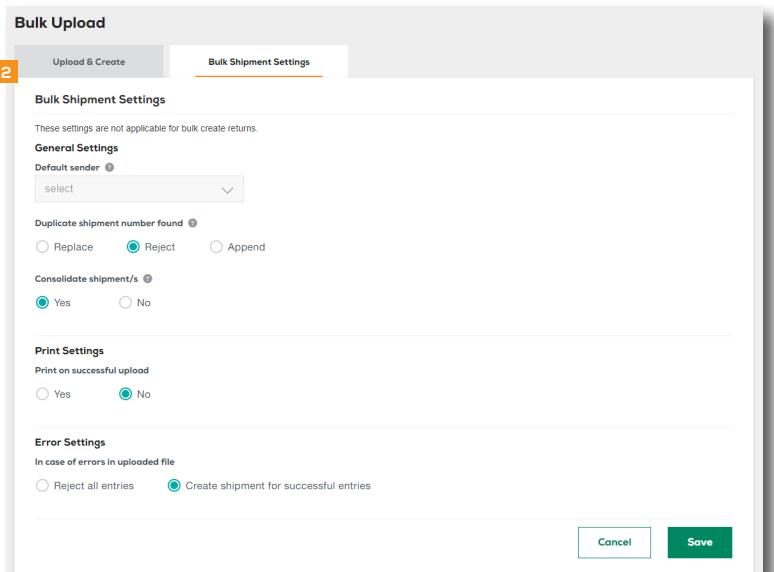 Bulk Upload
Upload & Create
Bulk Shipment Settings
2
Bulk Shipment Settings
These settings are not applicable for bulk create returns.
General Settings
Default sender ?
select
Duplicate shipment number found ?
Replace Reject Append
Consolidate shipment/s ?
Yes No
Print Settings
Print on successful upload
Yes No
Error Settings
In case of errors in uploaded file
Reject all entries Create shipment for successful entries
Cancel Save